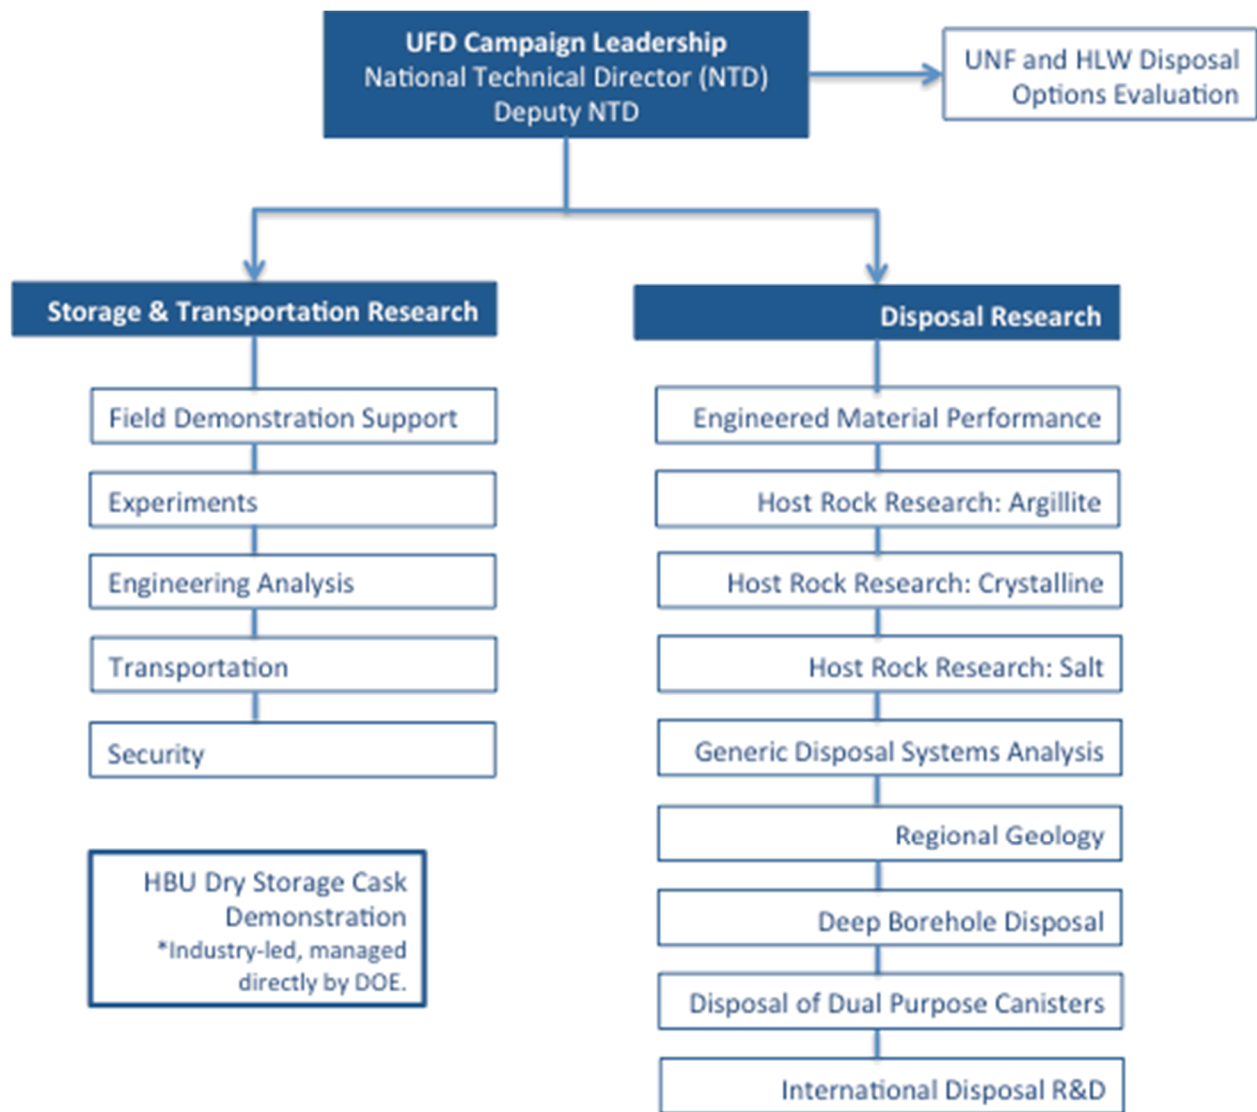 UFD Campaign Leadership
National Technical Director (NTD)
Deputy NTD
UNF and HLW Disposal
Options Evaluation
Storage & Transportation Research
Field Demonstration Support
Experiments
Engineering Analysis
Transportation
Security
HBU Dry Storage Cask
Demonstration
*Industry-led, managed
directly by DOE.
Disposal Research
Engineered Material Performance
Host Rock Research: Argillite
Host Rock Research: Crystalline
Host Rock Research: Salt
Generic Disposal Systems Analysis
Regional Geology
Deep Borehole Disposal
Disposal of Dual Purpose Canisters
International Disposal R&D